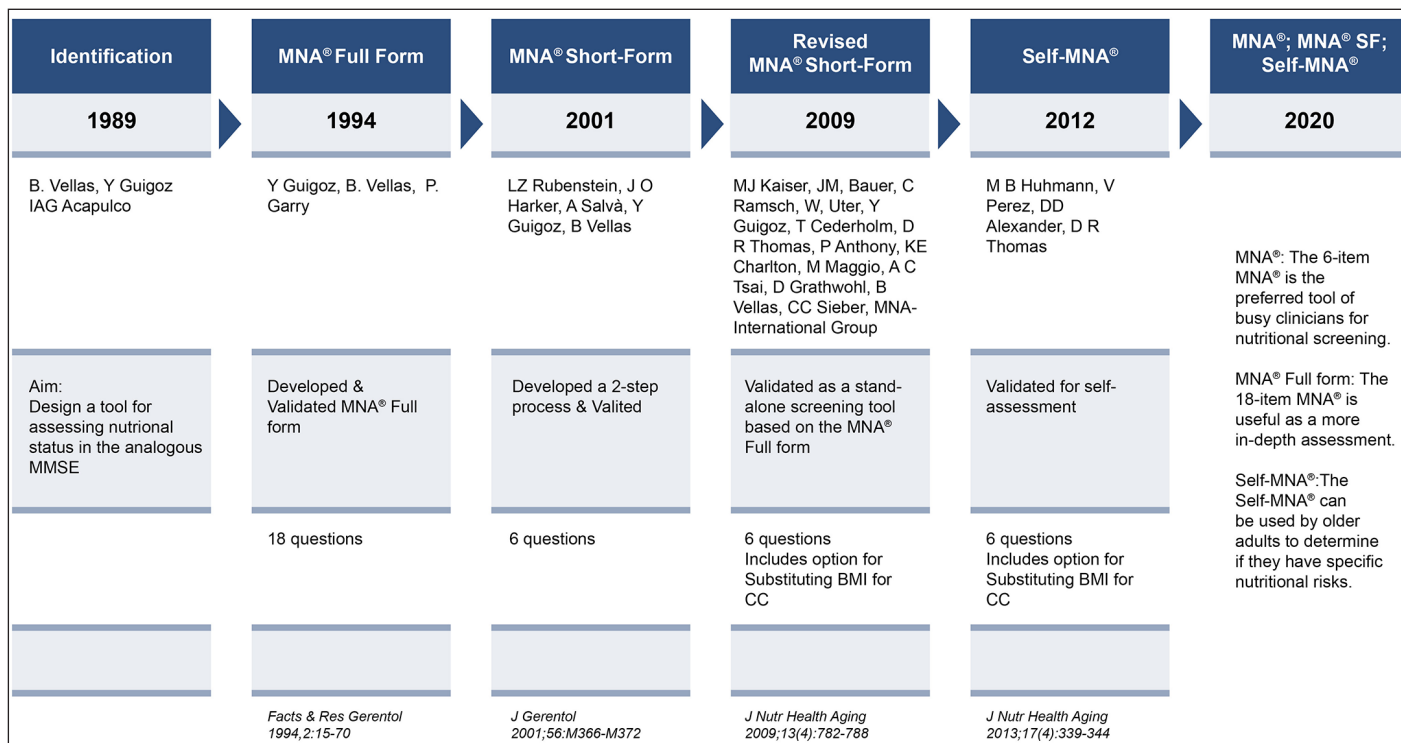 Identification
1989
B. Vellas, Y Guigoz
IAG Acapulco
Aim:
Design a tool for
assessing nutrional
status in the analogous
MMSE
MNA® Full Form
1994
Y Guigoz, B. Vellas, P.
Garry
Developed &
Validated MNA® Full
form
18 questions
Facts & Res Gerentol
1994,2:15-70
MNA® Short-Form
2001
LZ Rubenstein, J O
Harker, A Salvà, Y
Guigoz, B Vellas
Developed a 2-step
process & Valited
6 questions
J Gerentol
2001;56:M366-M372
Revised
MNA® Short-Form
2009
MJ Kaiser, JM, Bauer, C
Ramsch, W, Uter, Y
Guigoz, T Cederholm, D
R Thomas, P Anthony, KE
Charlton, M Maggio, A C
Tsai, D Grathwohl, B
Vellas, CC Sieber, MNA-
International Group
Validated as a stand-
alone screening tool
based on the MNA®
Full form
6 questions
Includes option for
Substituting BMI for
CC
J Nutr Health Aging
2009;13(4):782-788
Self-MNA®
2012
M B Huhmann, V
Perez, DD
Alexander, D R
Thomas
Validated for self-
assessment
6 questions
Includes option for
Substituting BMI for
CC
J Nutr Health Aging
2013;17(4):339-344
MNA®; MNA® SF;
Self-MNA®
2020
MNA®: The 6-item
MNA® is the
preferred tool of
busy clinicians for
nutritional screening.
MNA® Full form: The
18-item MNA® is
useful as a more
in-depth assessment.
Self-MNA®:The
Self-MNA® can
be used by older
adults to determine
if they have specific
nutritional risks.